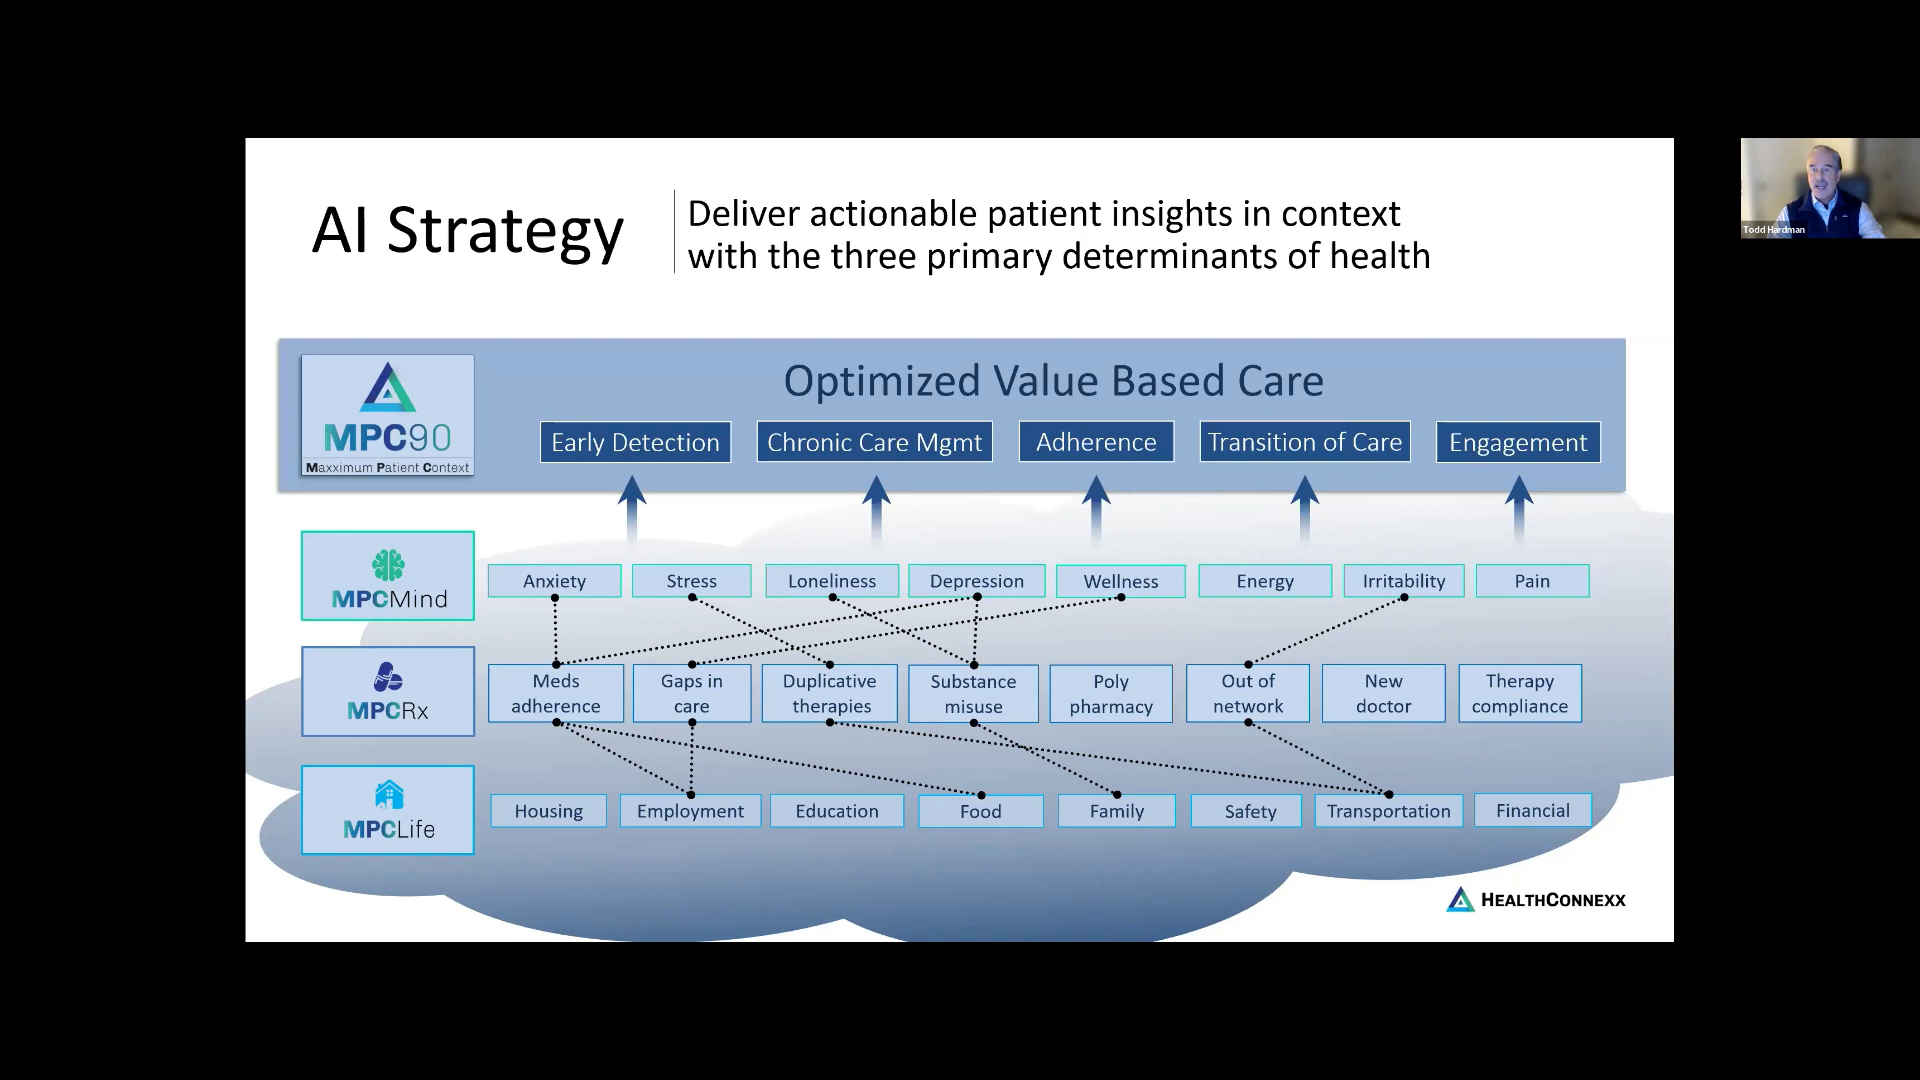 AI Strategy
Deliver actionable patient insights in context
with the three primary determinants of health
Todd Hardman
Optimized Value Based Care
MPC90
Maxximum Patient Context
Early Detection
Chronic Care Mgmt
Adherence
Transition of Care
Engagement
MPCMind
Anxiety
Stress
Loneliness
Depression
Wellness
Energy
Irritability
Pain
MPCRx
Meds
adherence
Gaps in
care
Duplicative
therapies
Substance
misuse
Poly
pharmacy
Out of
network
New
doctor
Therapy
compliance
MPCLife
Housing
Employment
Education
Food
Family
Safety
Transportation
Financial
HEALTHCONNEXX